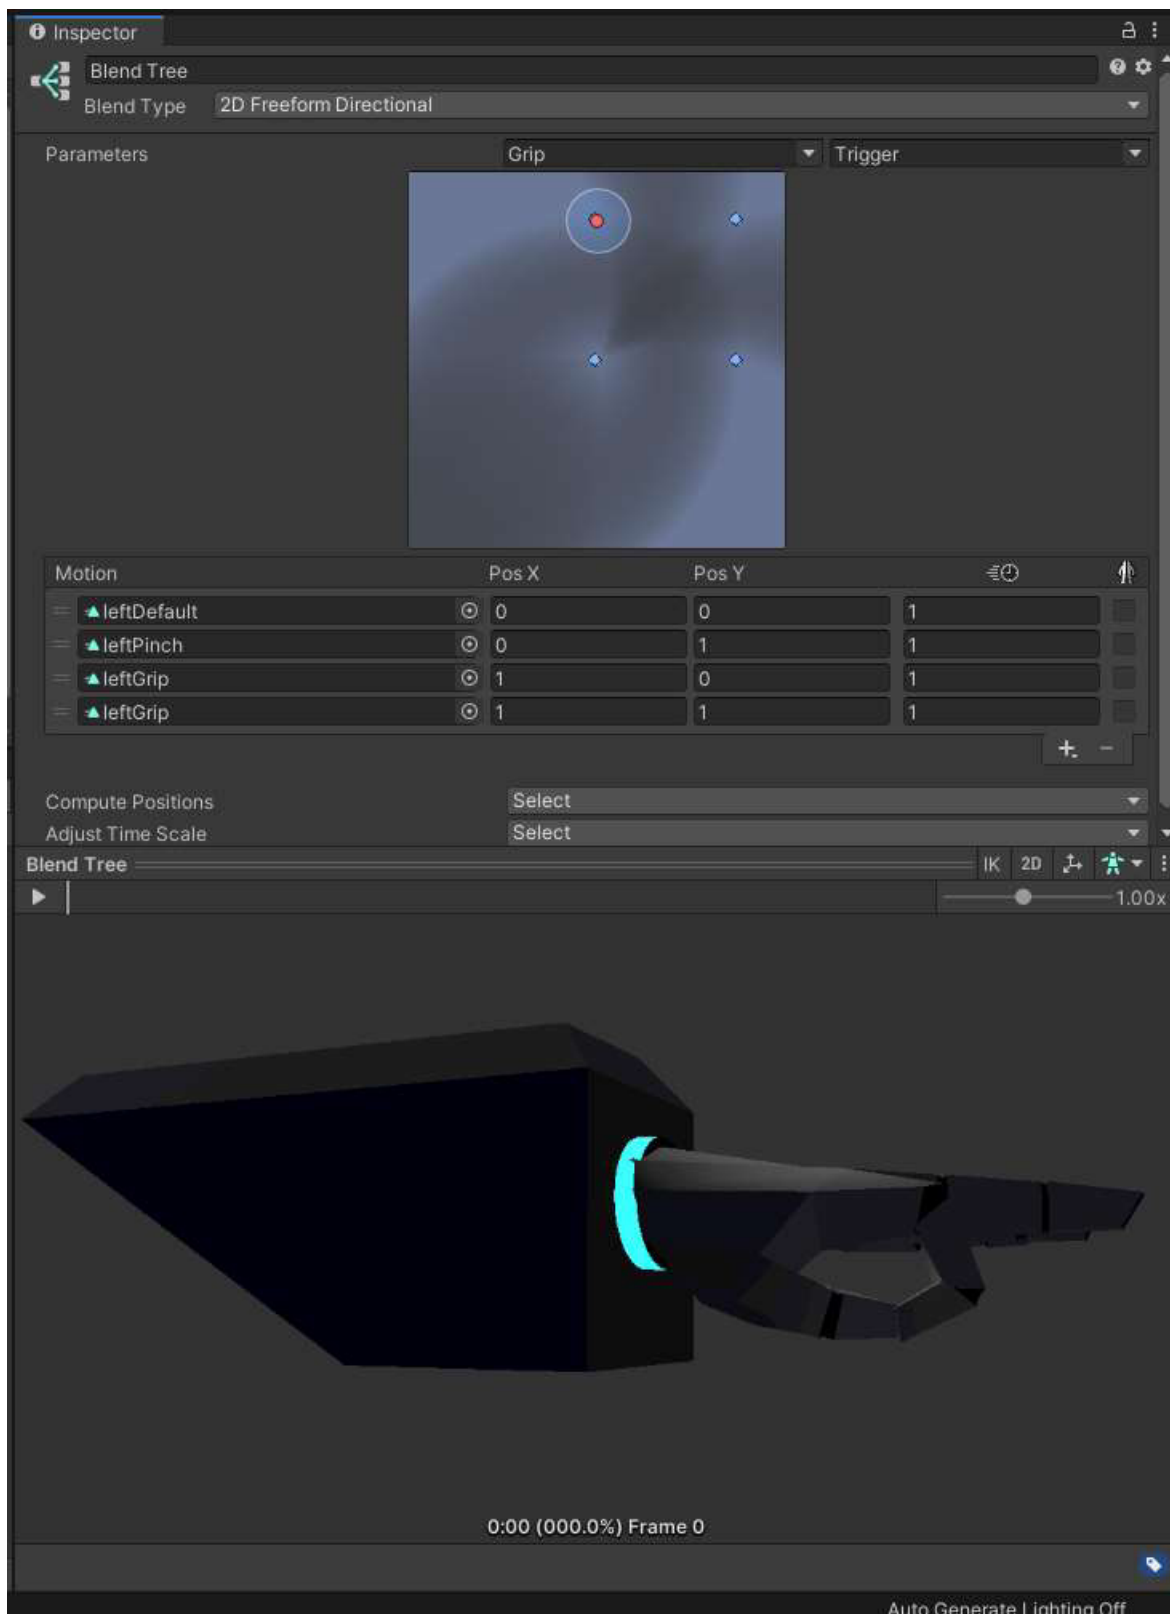 Inspector
Blend Tree
Blend Type 2D Freeform Directional
Parameters Grip Trigger
Motion Pos X Pos Y
leftDefault 0 0 1
leftPinch 0 1 1
leftGrip 1 0 1
leftGrip 1 1 1
Compute Positions Select
Adjust Time Scale Select
Blend Tree IK 2D
1.00x
0:00 (000.0%) Frame 0
Auto Generate Lighting Off